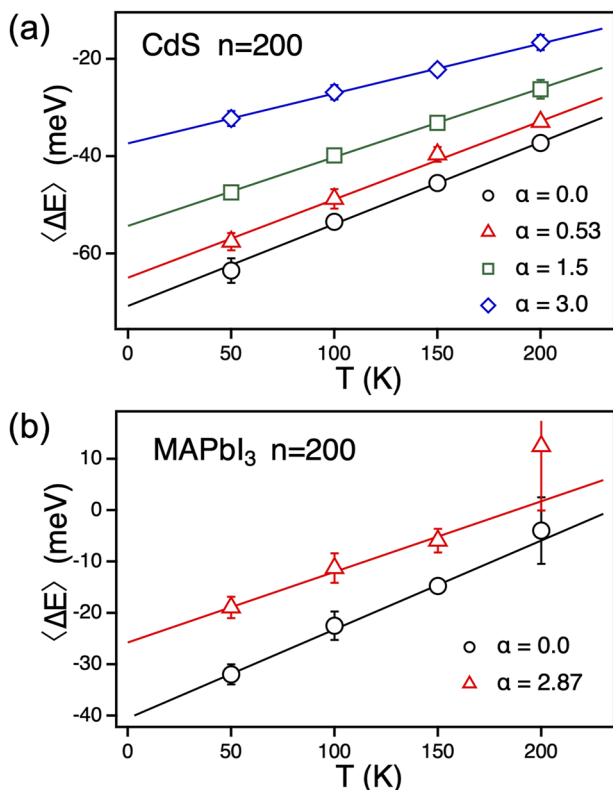 (a)
CdS n=200
⟨ΔE⟩ (meV)
-20
-40
-60
α = 0.0
α = 0.53
α = 1.5
α = 3.0
0 50 100 150 200
T (K)
(b)
MAPbI₃ n=200
⟨ΔE⟩ (meV)
10
0
-10
-20
-30
-40
α = 0.0
α = 2.87
0 50 100 150 200
T (K)